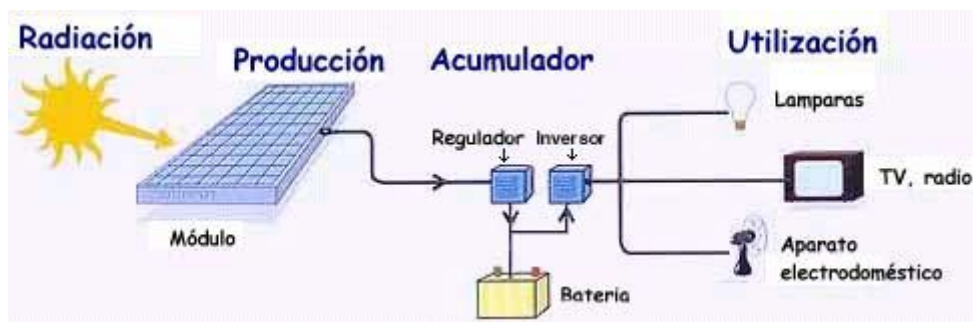 Radiación
Producción
Acumulador
Utilización
Lamparas
Regulador
Inversor
TV, radio
Módulo
Aparato
electrodoméstico
Bateria